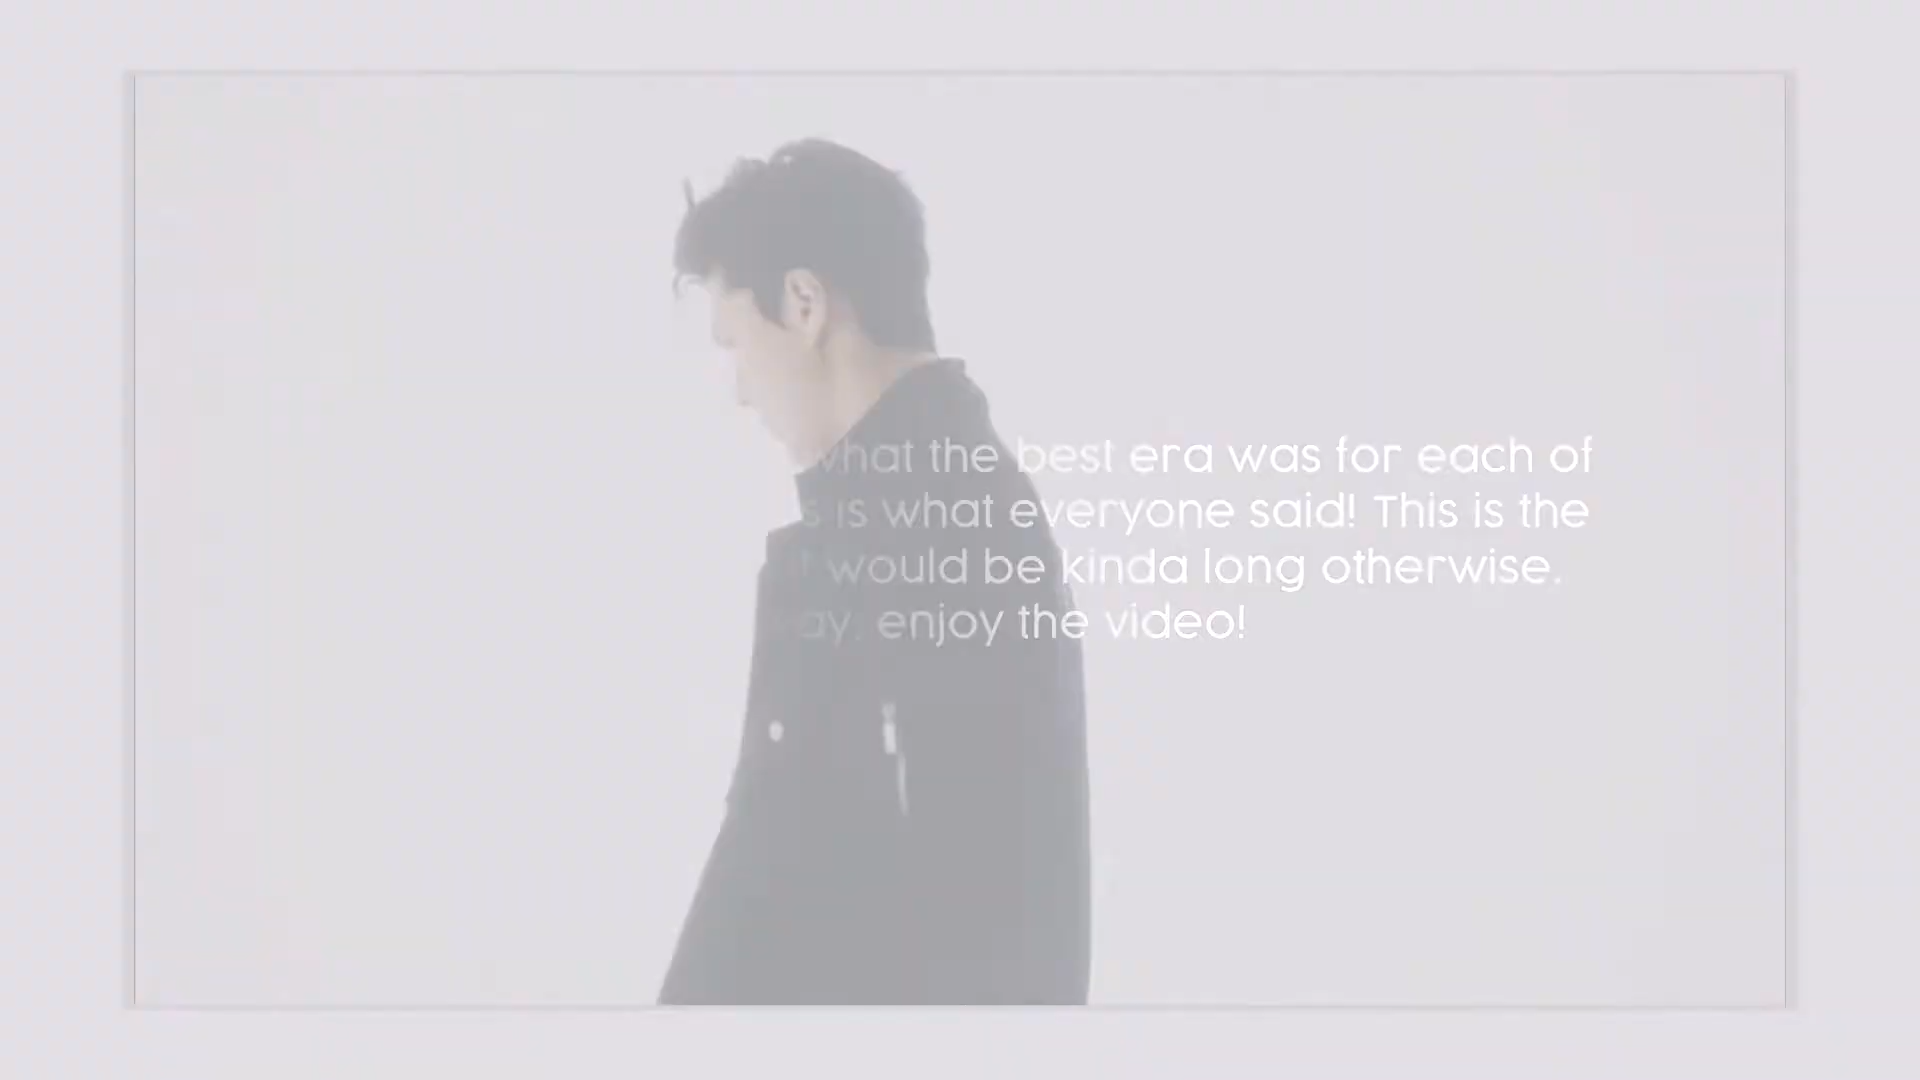 what the best era was for each of
is what everyone said! This is the
it would be kinda long otherwise.
enjoy the video!